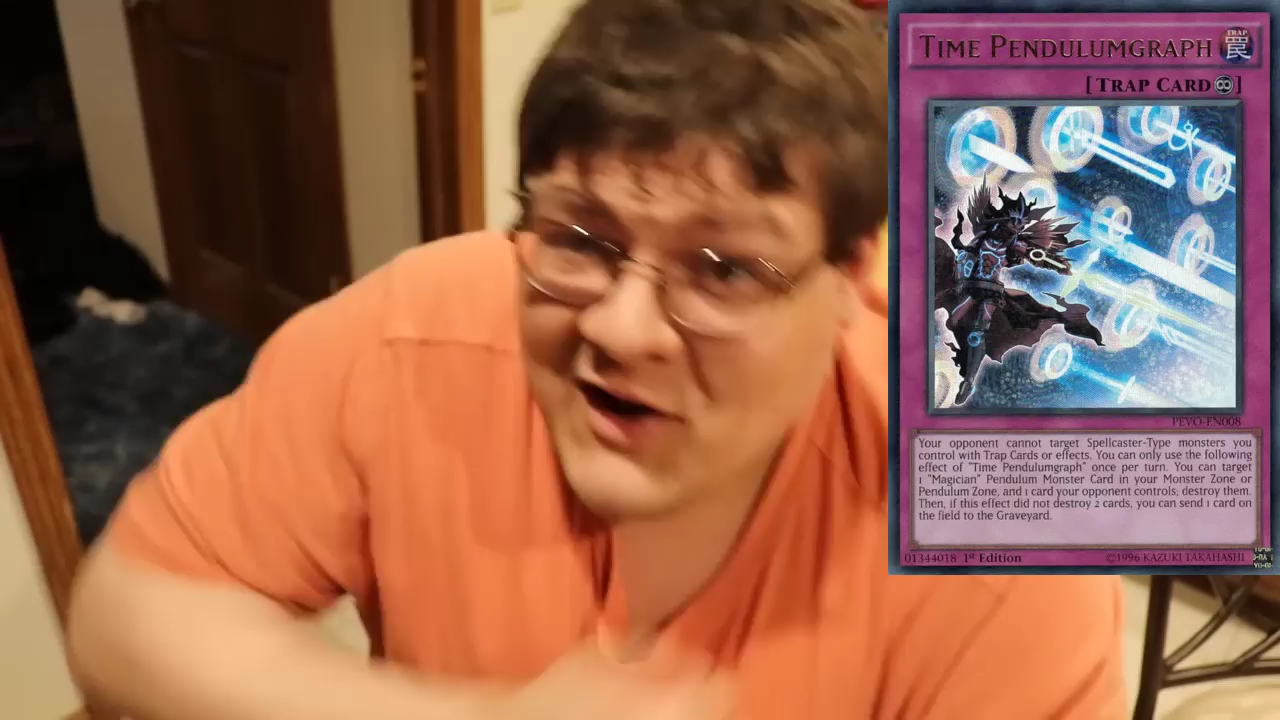 TIME PENDULUMGRAPH
TRAP
罠
[TRAP CARD]
PEVO-EN008
Your opponent cannot target Spellcaster-Type monsters you
control with Trap Cards or effects. You can only use the following
effect of "Time Pendulumgraph" once per turn. You can target
1 "Magician" Pendulum Monster Card in your Monster Zone or
Pendulum Zone, and 1 card your opponent controls; destroy them.
Then, if this effect did not destroy 2 cards, you can send 1 card on
the field to the Graveyard.
01344018 1st Edition ©1996 KAZUKI TAKAHASHI